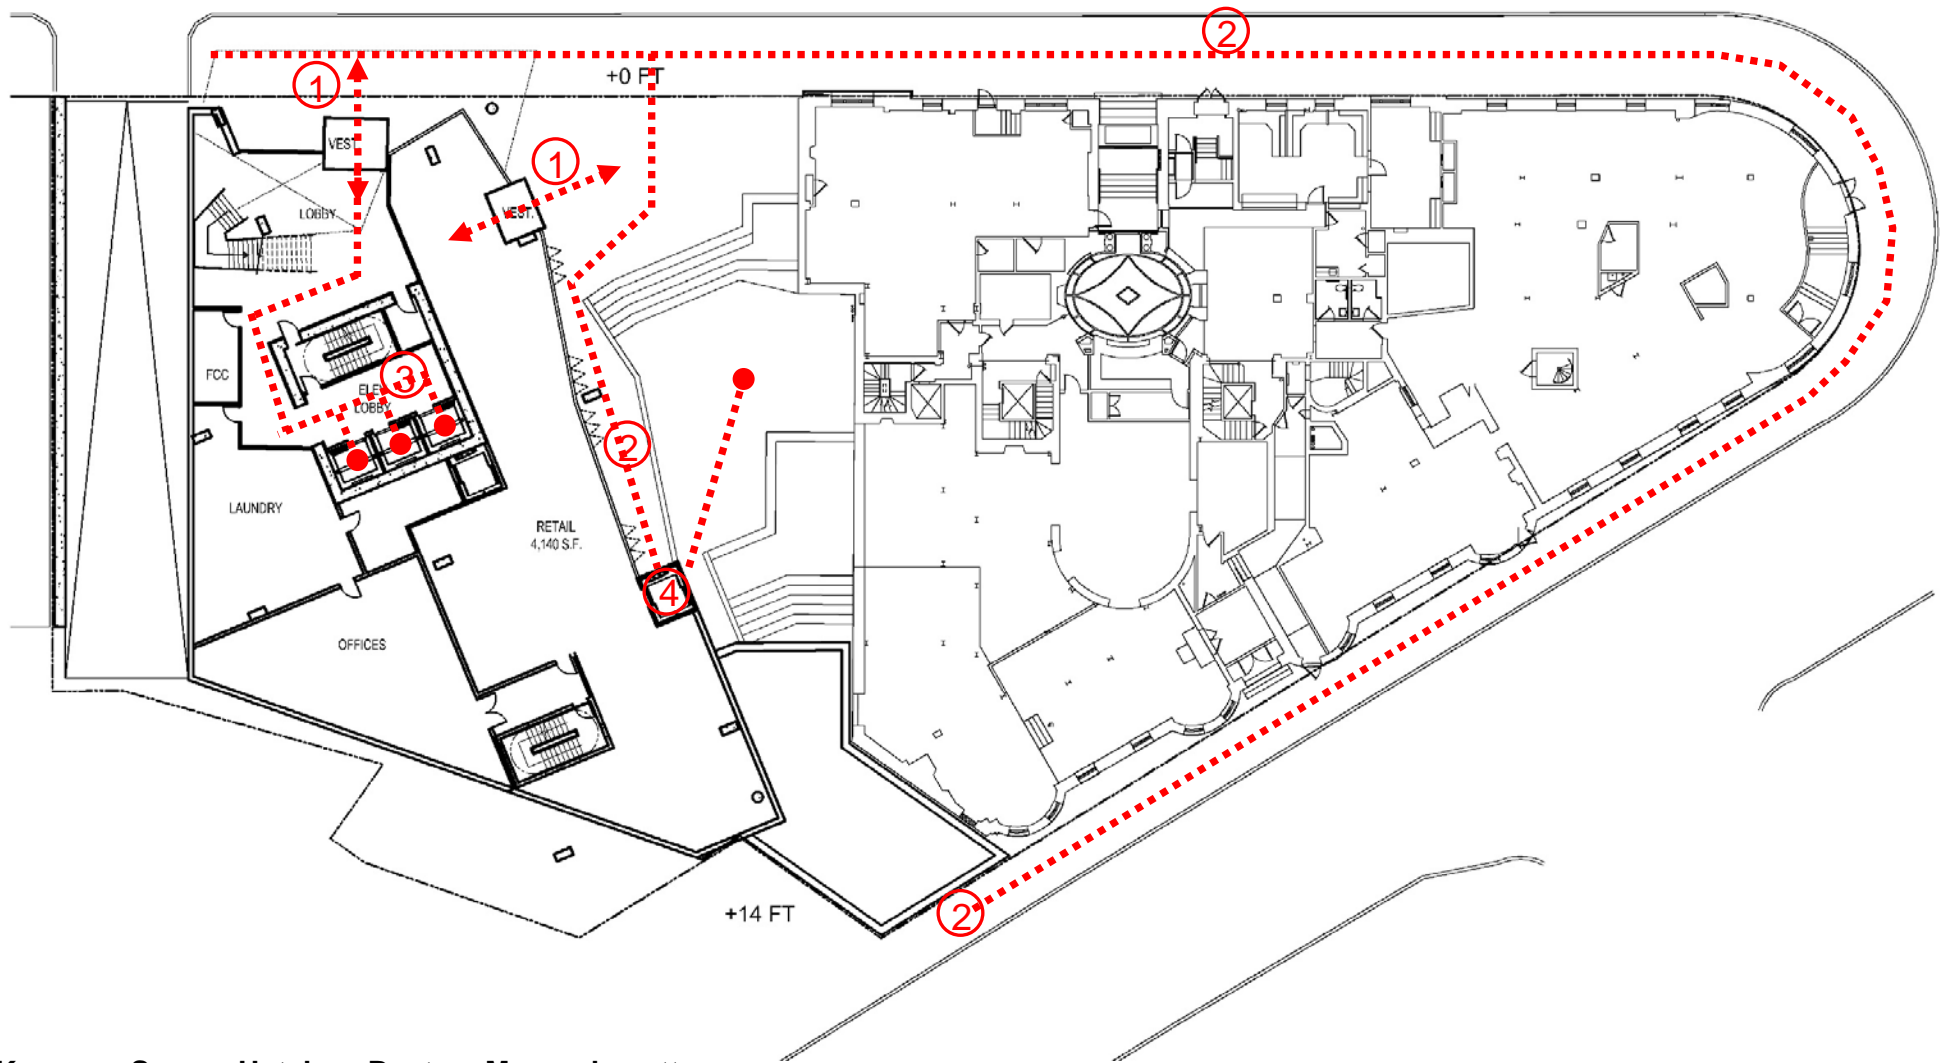 2
+0 FT
1
VEST.
1
VEST.
LOBBY
FCC
3
ELEV.
LOBBY
2
LAUNDRY
RETAIL
4,140 S.F.
4
OFFICES
2
+14 FT